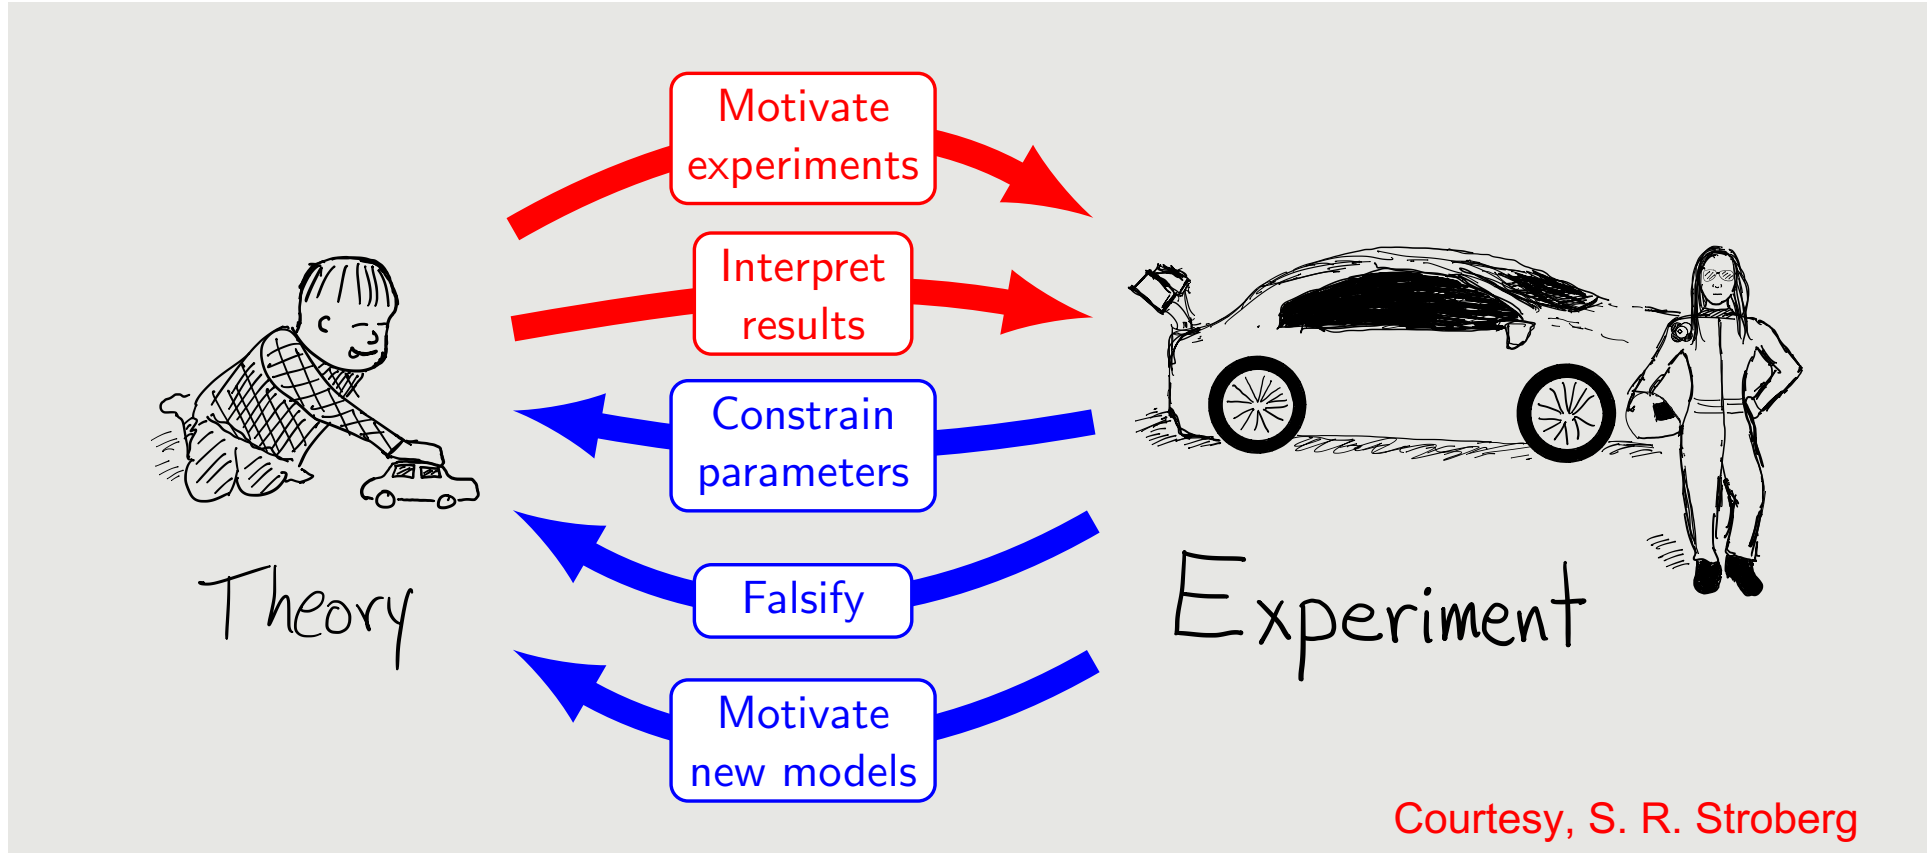 Motivate
experiments
Interpret
results
Constrain
parameters
Falsify
Motivate
new models
Theory
Experiment
Courtesy, S. R. Stroberg